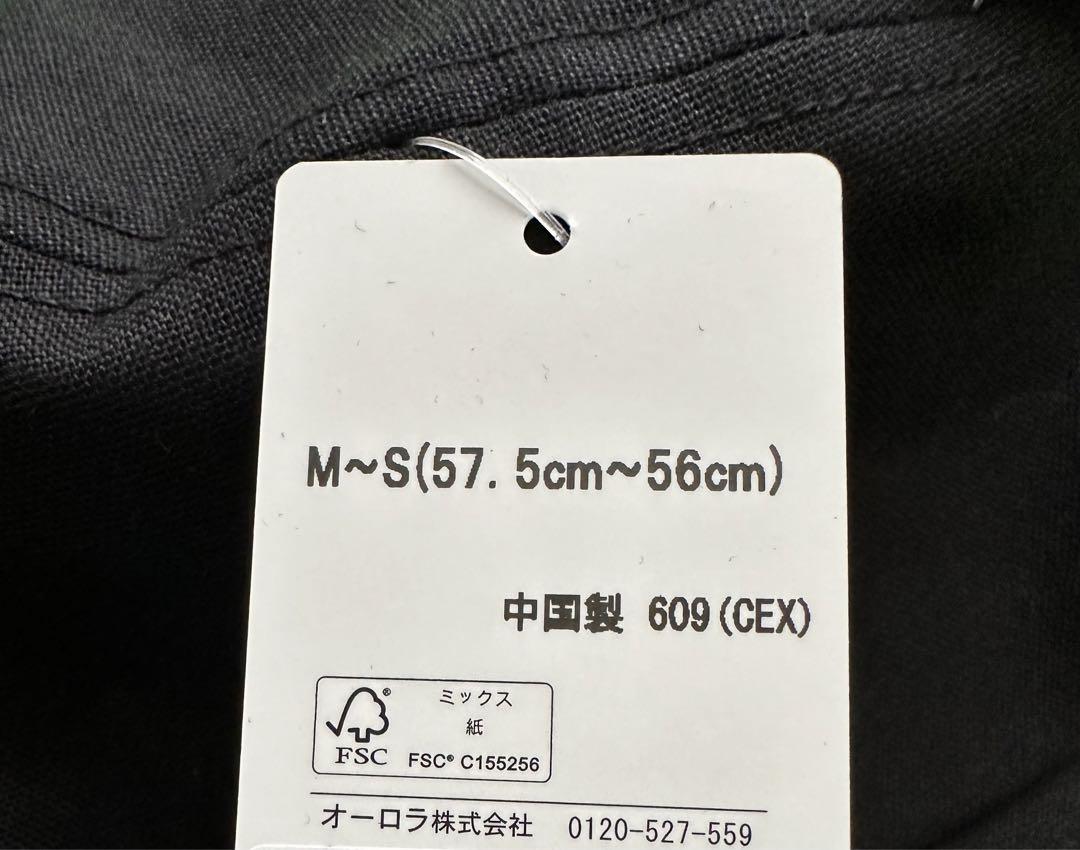 M~S(57.5cm~56cm)
中国製 609(CEX)
ミックス
紙
FSC® C155256
®
FSC
オーロラ株式会社 0120-527-559